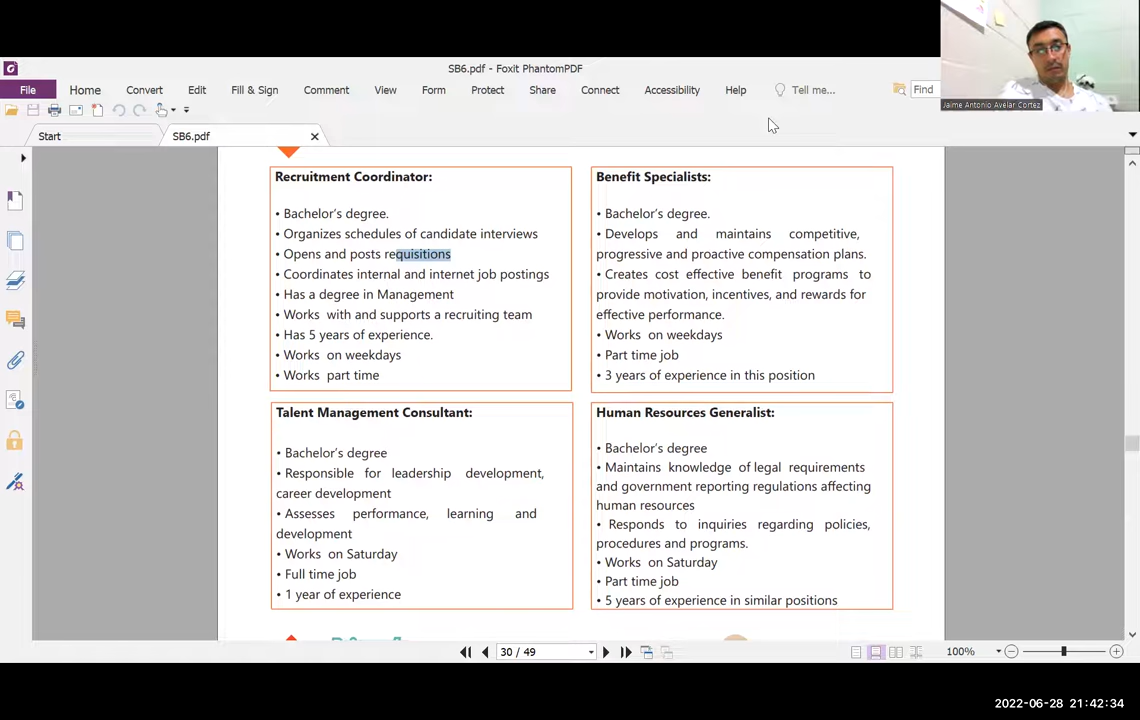 SB6.pdf - Foxit PhantomPDF
File Home Convert Edit Fill & Sign Comment View Form Protect Share Connect Accessibility Help Tell me... Find
Jaime Antonio Avelar Cortez
Start SB6.pdf
Recruitment Coordinator:
• Bachelor's degree.
• Organizes schedules of candidate interviews
• Opens and posts requisitions
• Coordinates internal and internet job postings
• Has a degree in Management
• Works with and supports a recruiting team
• Has 5 years of experience.
• Works on weekdays
• Works part time
Benefit Specialists:
• Bachelor's degree.
• Develops and maintains competitive,
progressive and proactive compensation plans.
• Creates cost effective benefit programs to
provide motivation, incentives, and rewards for
effective performance.
• Works on weekdays
• Part time job
• 3 years of experience in this position
Talent Management Consultant:
• Bachelor's degree
• Responsible for leadership development,
career development
• Assesses performance, learning and
development
• Works on Saturday
• Full time job
• 1 year of experience
Human Resources Generalist:
• Bachelor's degree
• Maintains knowledge of legal requirements
and government reporting regulations affecting
human resources
• Responds to inquiries regarding policies,
procedures and programs.
• Works on Saturday
• Part time job
• 5 years of experience in similar positions
30 / 49
100%
2022-06-28 21:42:34